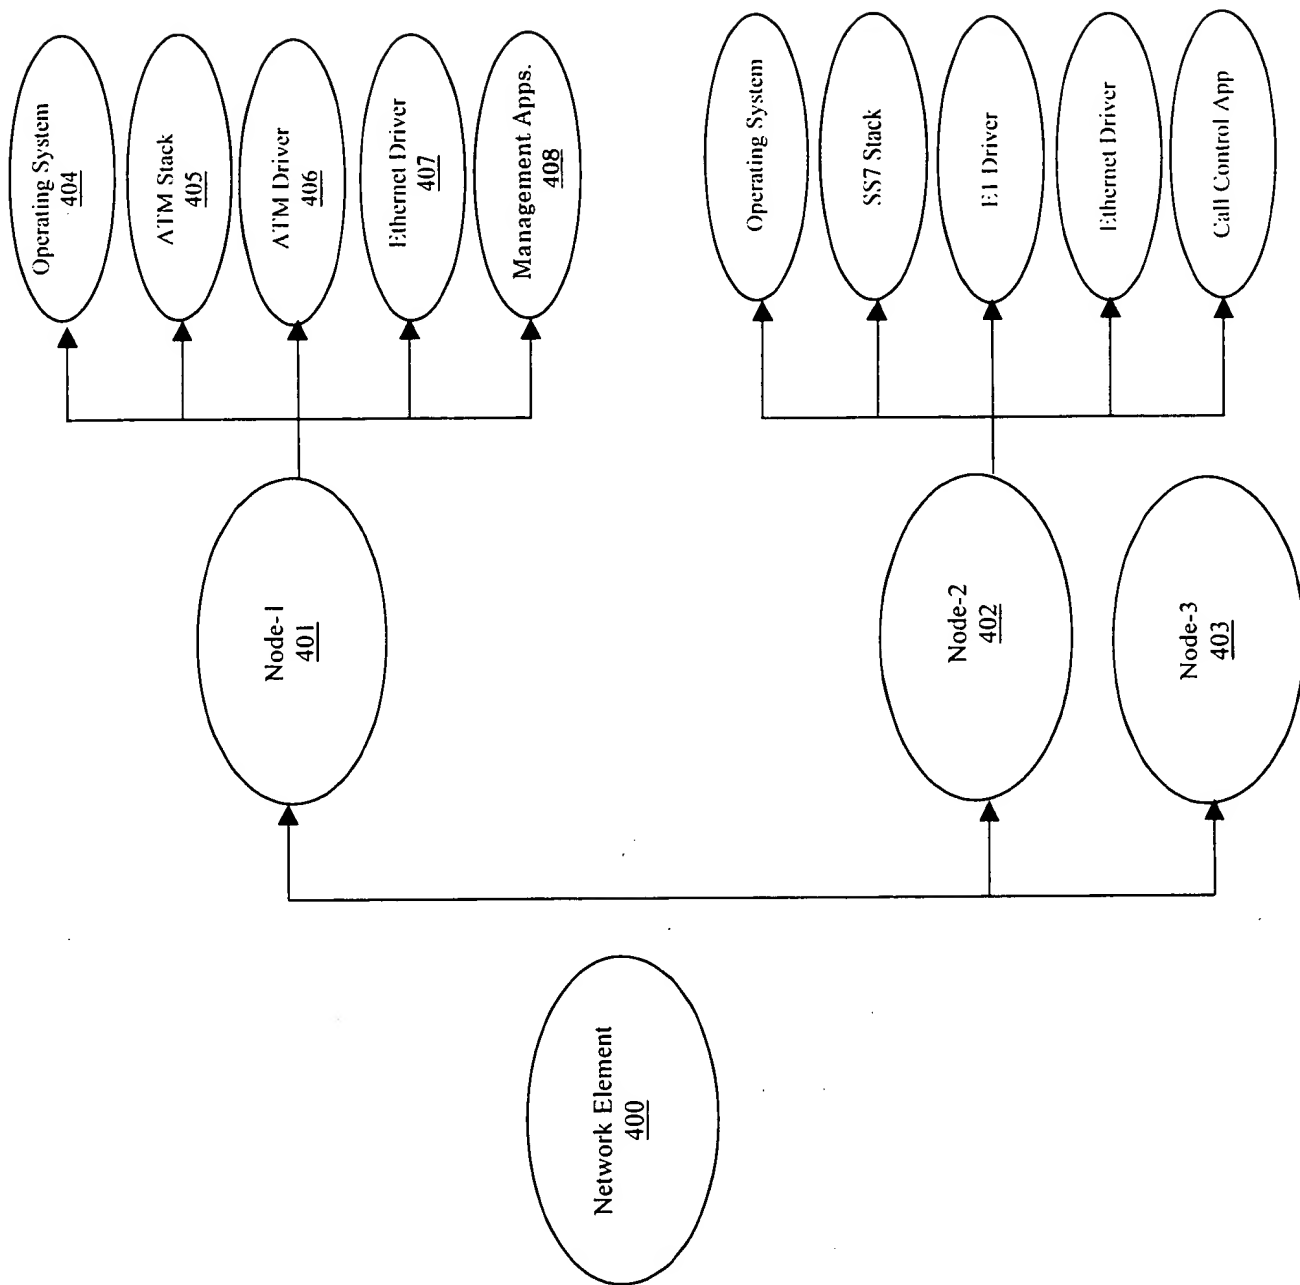 Network Element
400
Node-1
401
Node-2
402
Node-3
403
Operating System
404
ATM Stack
405
ATM Driver
406
Ethernet Driver
407
Management Apps.
408
Operating System
SS7 Stack
E1 Driver
Ethernet Driver
Call Control App